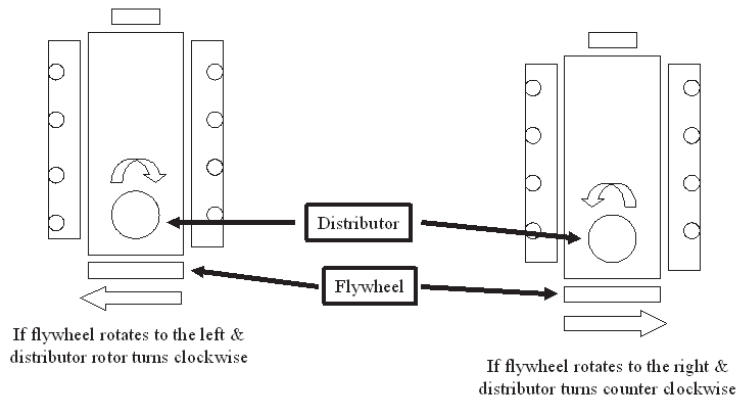 Distributor
Flywheel
If flywheel rotates to the left &
distributor rotor turns clockwise
If flywheel rotates to the right &
distributor turns counter clockwise